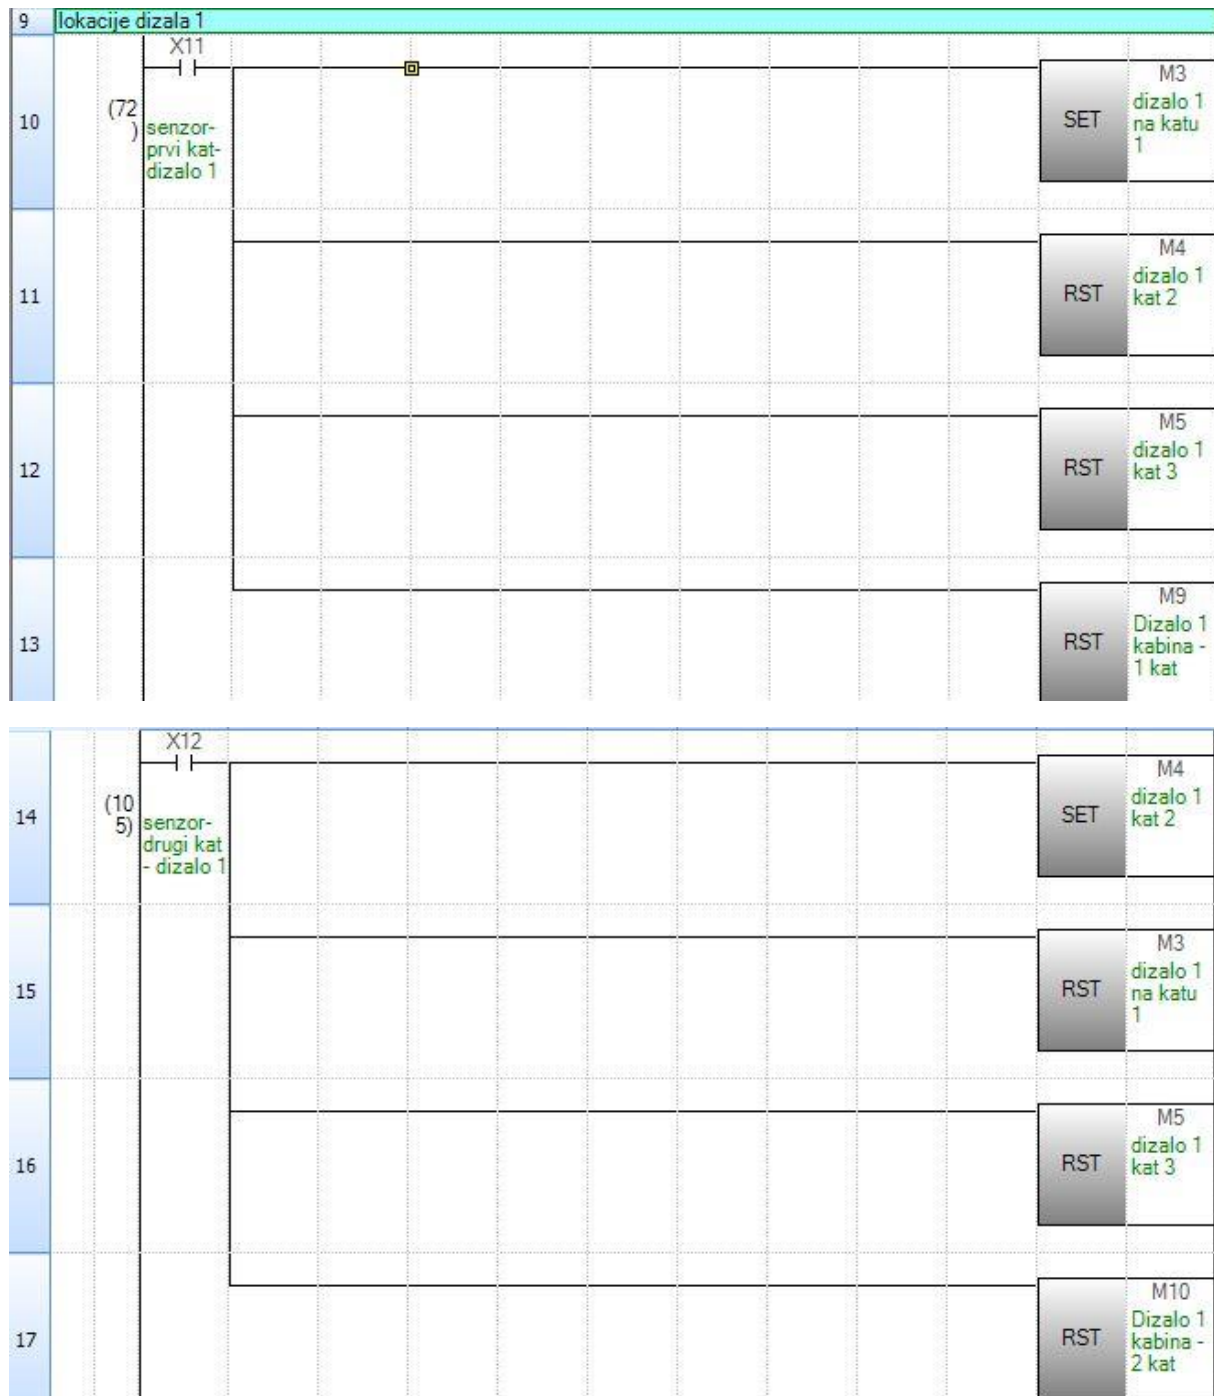 9 lokacije dizala 1
X11
10
(72
)
senzor-
prvi kat-
dizalo 1
SET
M3
dizalo 1
na katu
1
11
RST
M4
dizalo 1
kat 2
12
RST
M5
dizalo 1
kat 3
13
RST
M9
Dizalo 1
kabina -
1 kat
X12
14
(10
5)
senzor-
drugi kat
- dizalo 1
SET
M4
dizalo 1
kat 2
15
RST
M3
dizalo 1
na katu
1
16
RST
M5
dizalo 1
kat 3
17
RST
M10
Dizalo 1
kabina -
2 kat